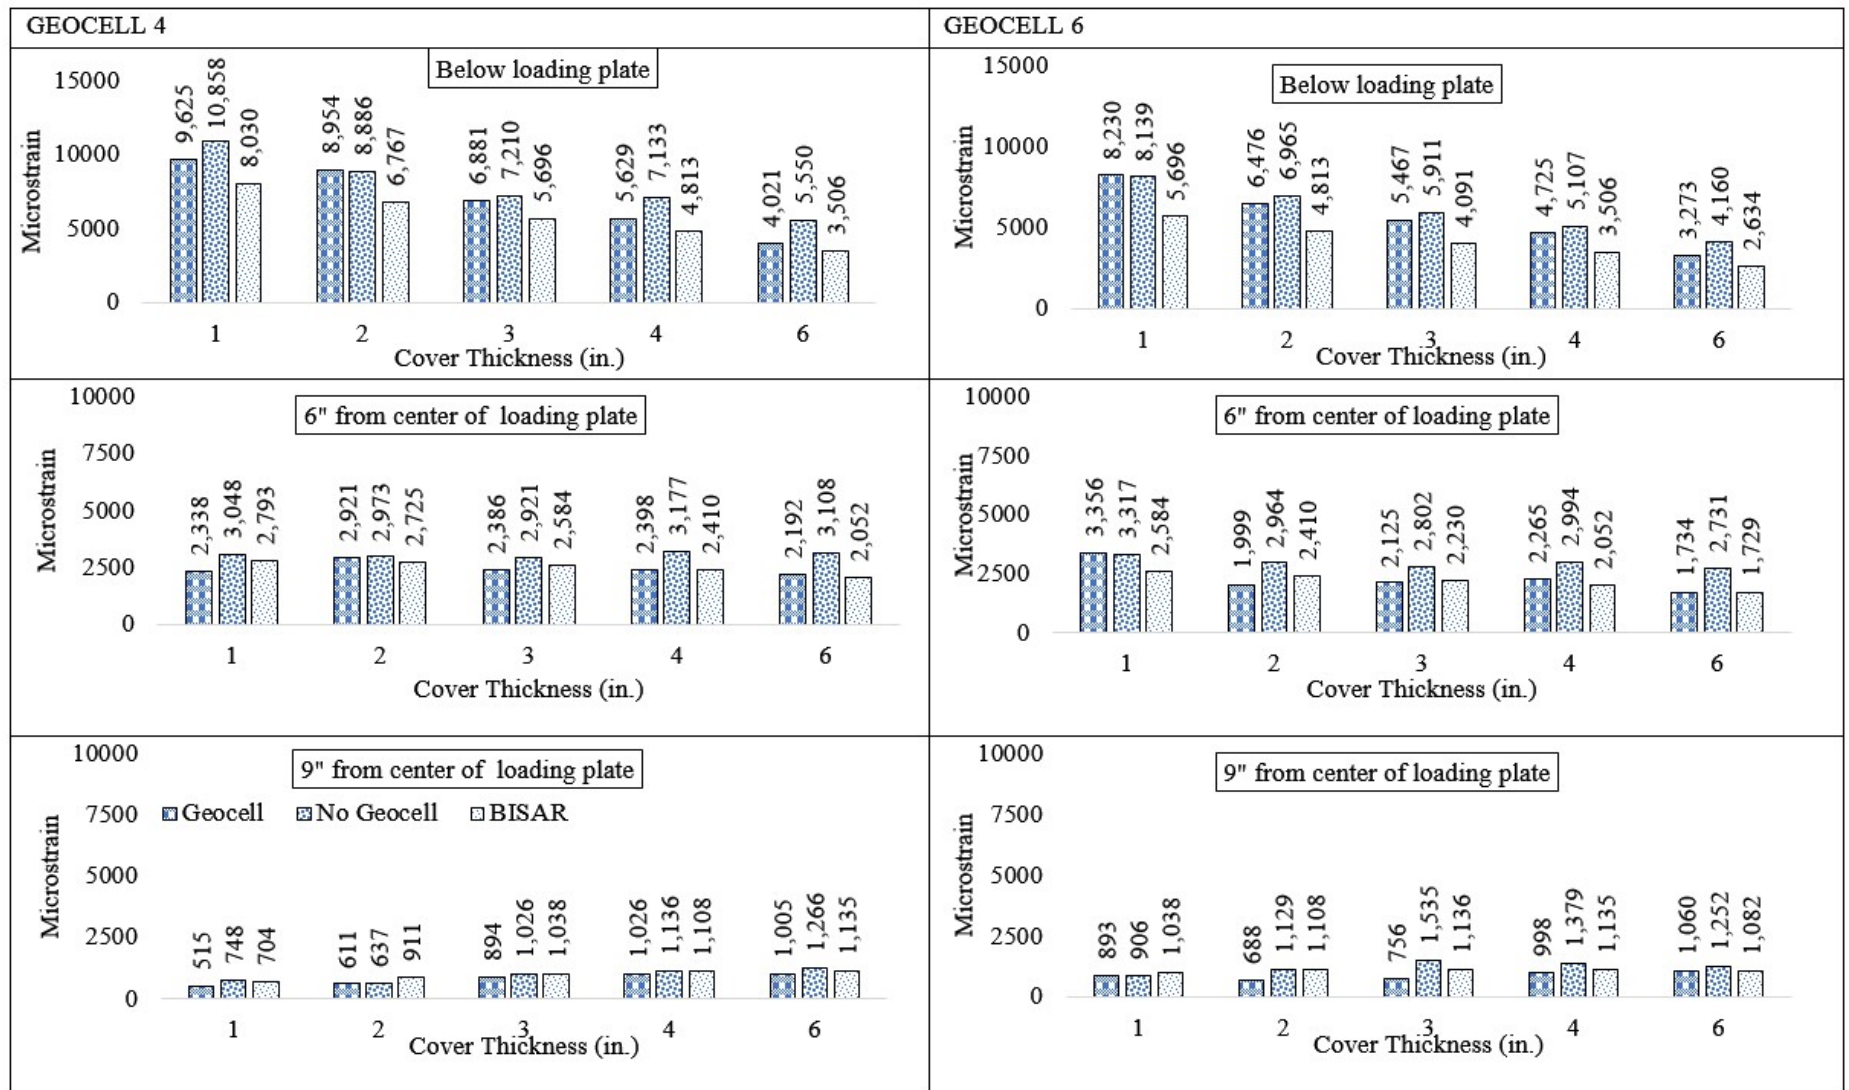 GEOCELL 4
Below loading plate
15000
10000
5000
0
Microstrain
9,625 10,858 8,030
8,954 8,886 6,767
6,881 7,210 5,696
5,629 7,133 4,813
4,021 5,550 3,506
1 2 3 4 6
Cover Thickness (in.)
GEOCELL 6
Below loading plate
15000
10000
5000
0
Microstrain
8,230 8,139 5,696
6,476 6,965 4,813
5,467 5,911 4,091
4,725 5,107 3,506
3,273 4,160 2,634
1 2 3 4 6
Cover Thickness (in.)
6" from center of loading plate
10000
7500
5000
2500
0
Microstrain
2,338 3,048 2,793
2,921 2,973 2,725
2,386 2,921 2,584
2,398 3,177 2,410
2,192 3,108 2,052
1 2 3 4 6
Cover Thickness (in.)
6" from center of loading plate
10000
7500
5000
2500
0
Microstrain
3,356 3,317 2,584
1,999 2,964 2,410
2,125 2,802 2,230
2,265 2,994 2,052
1,734 2,731 1,729
1 2 3 4 6
Cover Thickness (in.)
9" from center of loading plate
Geocell No Geocell BISAR
10000
7500
5000
2500
0
Microstrain
515 748 704
611 637 911
894 1,026 1,038
1,026 1,136 1,108
1,005 1,266 1,135
1 2 3 4 6
Cover Thickness (in.)
9" from center of loading plate
10000
7500
5000
2500
0
Microstrain
893 906 1,038
688 1,129 1,108
756 1,535 1,136
998 1,379 1,135
1,060 1,252 1,082
1 2 3 4 6
Cover Thickness (in.)